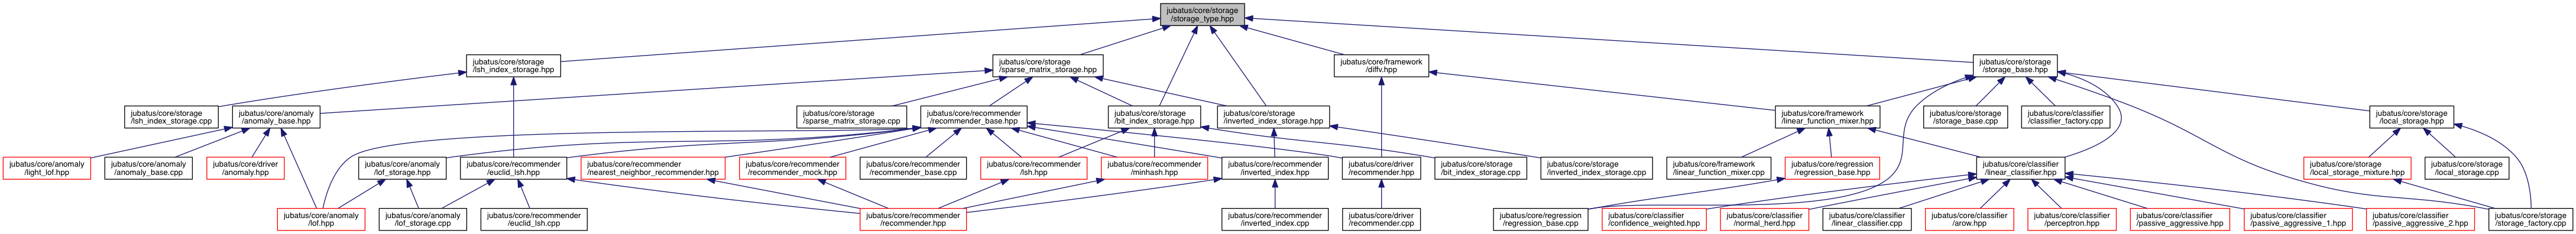 jubatus/core/storage
/storage_type.hpp
jubatus/core/storage
/lsh_index_storage.hpp
jubatus/core/storage
/sparse_matrix_storage.hpp
jubatus/core/framework
/diffv.hpp
jubatus/core/storage
/storage_base.hpp
jubatus/core/storage
/lsh_index_storage.cpp
jubatus/core/anomaly
/anomaly_base.hpp
jubatus/core/storage
/sparse_matrix_storage.cpp
jubatus/core/recommender
/recommender_base.hpp
jubatus/core/storage
/bit_index_storage.hpp
jubatus/core/storage
/inverted_index_storage.hpp
jubatus/core/framework
/linear_function_mixer.hpp
jubatus/core/storage
/storage_base.cpp
jubatus/core/classifier
/classifier_factory.cpp
jubatus/core/storage
/local_storage.hpp
jubatus/core/anomaly
/light_lof.hpp
jubatus/core/anomaly
/anomaly_base.cpp
jubatus/core/driver
/anomaly.hpp
jubatus/core/anomaly
/lof_storage.hpp
jubatus/core/recommender
/euclid_lsh.hpp
jubatus/core/recommender
/nearest_neighbor_recommender.hpp
jubatus/core/recommender
/recommender_mock.hpp
jubatus/core/recommender
/recommender_base.cpp
jubatus/core/recommender
/lsh.hpp
jubatus/core/recommender
/minhash.hpp
jubatus/core/recommender
/inverted_index.hpp
jubatus/core/driver
/recommender.hpp
jubatus/core/storage
/bit_index_storage.cpp
jubatus/core/storage
/inverted_index_storage.cpp
jubatus/core/framework
/linear_function_mixer.cpp
jubatus/core/regression
/regression_base.hpp
jubatus/core/classifier
/linear_classifier.hpp
jubatus/core/storage
/local_storage_mixture.hpp
jubatus/core/storage
/local_storage.cpp
jubatus/core/anomaly
/lof.hpp
jubatus/core/anomaly
/lof_storage.cpp
jubatus/core/recommender
/euclid_lsh.cpp
jubatus/core/recommender
/recommender.hpp
jubatus/core/recommender
/inverted_index.cpp
jubatus/core/driver
/recommender.cpp
jubatus/core/regression
/regression_base.cpp
jubatus/core/classifier
/confidence_weighted.hpp
jubatus/core/classifier
/normal_herd.hpp
jubatus/core/classifier
/linear_classifier.cpp
jubatus/core/classifier
/arow.hpp
jubatus/core/classifier
/perceptron.hpp
jubatus/core/classifier
/passive_aggressive.hpp
jubatus/core/classifier
/passive_aggressive_1.hpp
jubatus/core/classifier
/passive_aggressive_2.hpp
jubatus/core/storage
/storage_factory.cpp